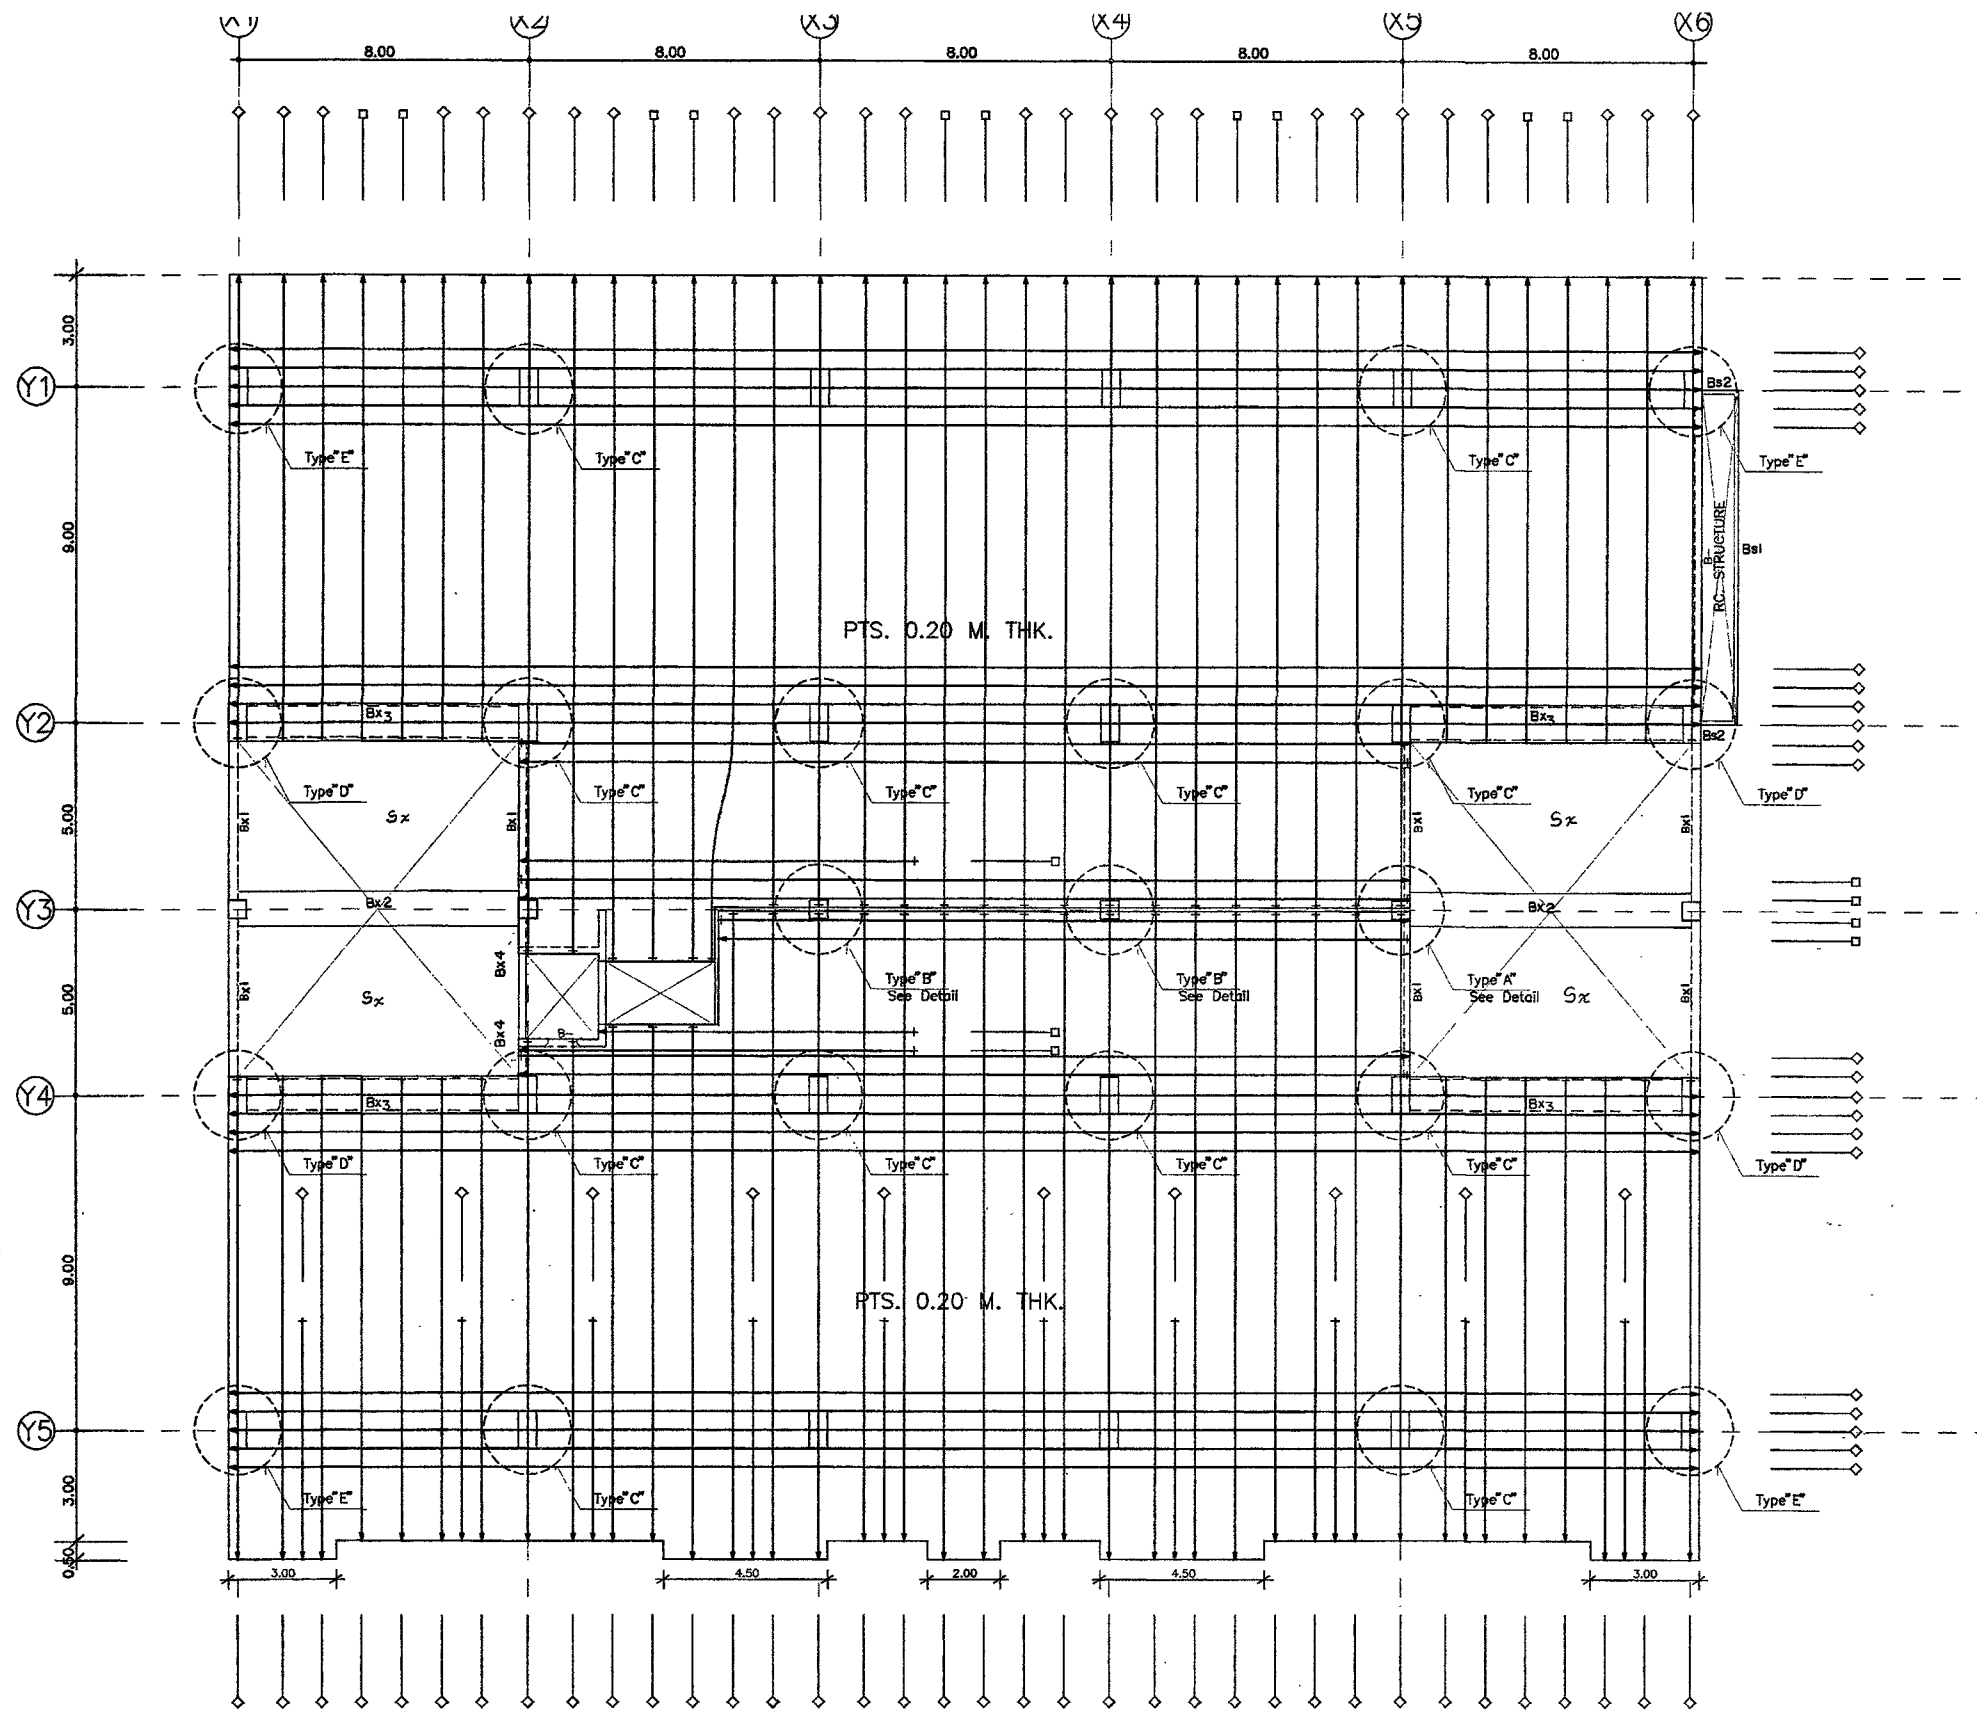 X1 X2 X3 X4 X5 X6
8.00 8.00 8.00 8.00 8.00
3.00
Y1
Bs2
Type"E" Type"C" Type"C" Type"E"
9.00
RC. STRUCTURE
B-
Bs1
PTS. 0.20 M. THK.
Y2
Bx3 Bx3
Bs2
Type"D" Type"C" Type"C" Type"C" Type"C" Type"D"
5.00
Bx1 Sx Bx1 Bx1 Sx Bx1
Y3
Bx2 Bx2
Bx4
Type"B" Type"B" Type"A"
See Detail See Detail See Detail
5.00
Bx1 Sx Bx1 Sx Bx1
Bx4
B-
Y4
Bx3 Bx3
Type"D" Type"C" Type"C" Type"C" Type"C" Type"D"
9.00
PTS. 0.20 M. THK.
Y5
3.00
Type"E" Type"C" Type"C" Type"E"
0.50
3.00 4.50 2.00 4.50 3.00